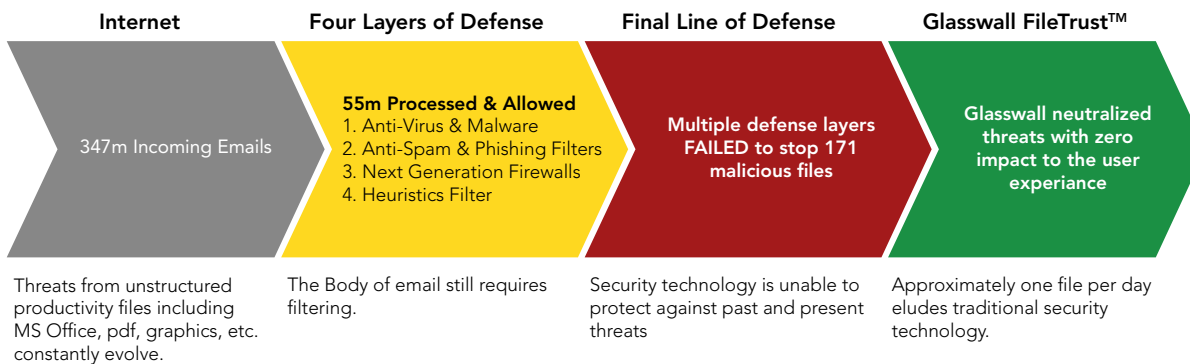 Internet
Four Layers of Defense
Final Line of Defense
Glasswall FileTrust™
347m Incoming Emails
55m Processed & Allowed
1. Anti-Virus & Malware
2. Anti-Spam & Phishing Filters
3. Next Generation Firewalls
4. Heuristics Filter
Multiple defense layers
FAILED to stop 171
malicious files
Glasswall neutralized
threats with zero
impact to the user
experiance
Threats from unstructured
productivity files including
MS Office, pdf, graphics, etc.
constantly evolve.
The Body of email still requires
filtering.
Security technology is unable to
protect against past and present
threats
Approximately one file per day
eludes traditional security
technology.